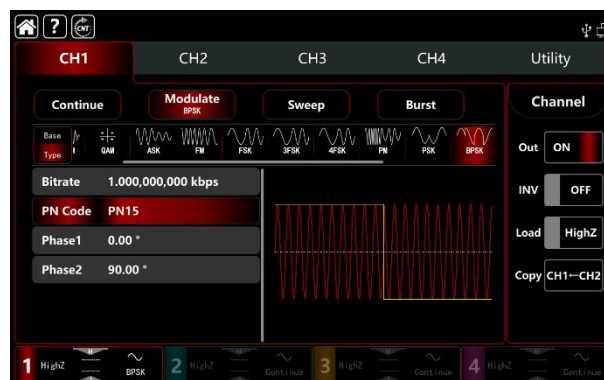 ? CNT
CH1 CH2 CH3 CH4 Utility
Continue Modulate BPSK Sweep Burst Channel
Base Type QAM ASK FM FSK 3FSK 4FSK PM PSK BPSK
Out ON
Bitrate 1.000,000,000 kbps
INV OFF
PN Code PN15
Load HighZ
Phase1 0.00 °
Phase2 90.00 °
Copy CH1←CH2
1 HighZ H BPSK 2 HighZ H Continue 3 HighZ H Continue 4 HighZ H Continue